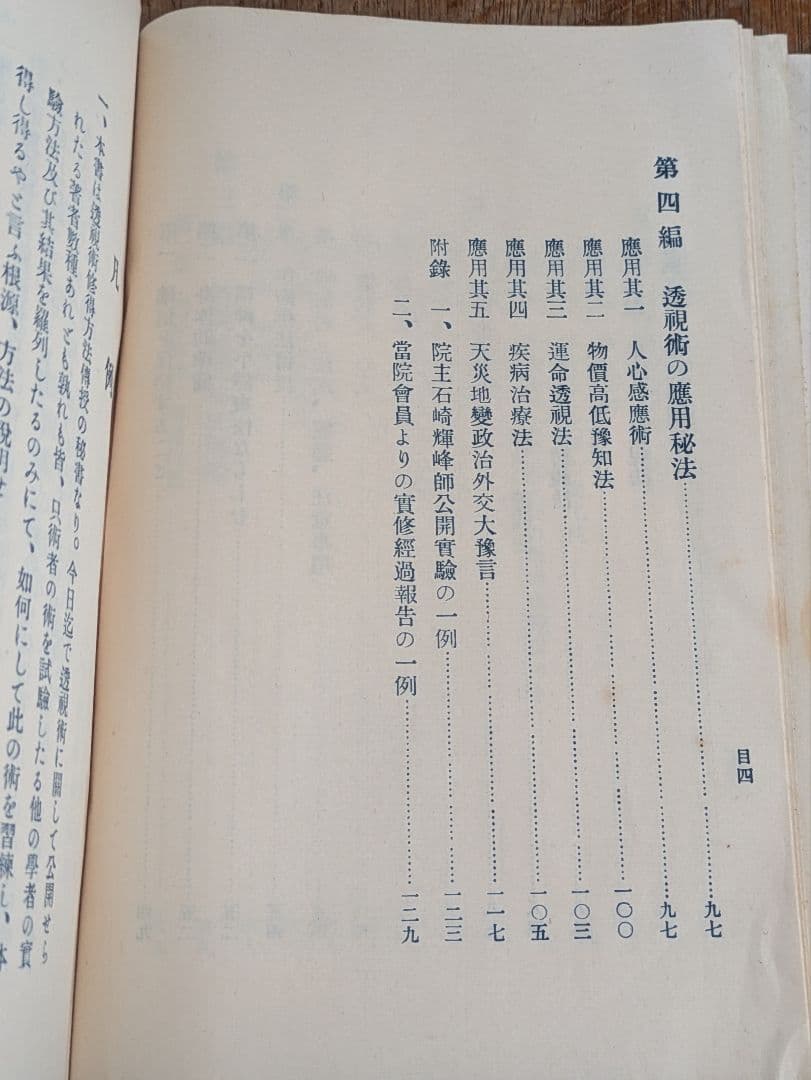 第四編 透視術の應用秘法……九七
應用其一 人心感應術……九七
應用其二 物價高低豫知法……一〇〇
應用其三 運命透視法……一〇三
應用其四 疾病治療法……一〇五
應用其五 天災地變政治外交大豫言……一一七
附錄 一、院主石崎輝峰師公開實驗の一例……一二三
二、當院會員よりの實修經過報告の一例……一二九
目四
凡例
一、本書は透視術修得方法傳授の秘書なり。今日迄で透視術に關して公開せら
れたる著書數種あれども孰れも皆、只術者の術を試驗したる他の學者の實
驗方法及び其結果を羅列したるのみにて、如何にして此の術を習練し、本
得し得るやと言ふ根源、方法の說明せ